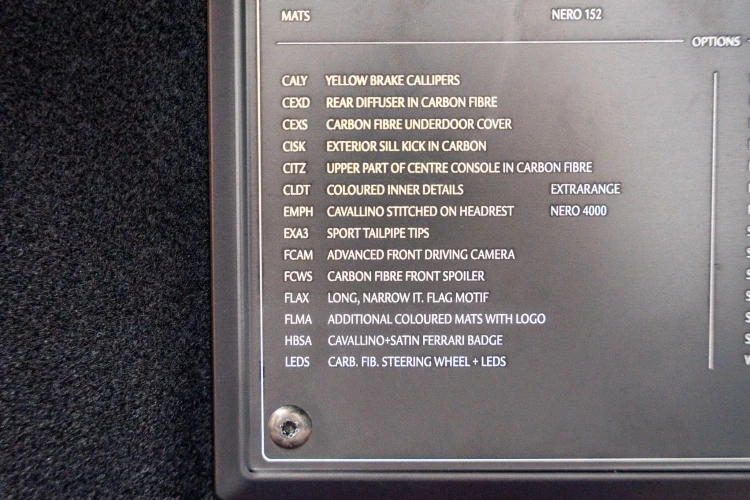 MATS NERO 152
OPTIONS
CALY YELLOW BRAKE CALLIPERS
CEXD REAR DIFFUSER IN CARBON FIBRE
CEXS CARBON FIBRE UNDERDOOR COVER
CISK EXTERIOR SILL KICK IN CARBON
CITZ UPPER PART OF CENTRE CONSOLE IN CARBON FIBRE
CLDT COLOURED INNER DETAILS EXTRARANGE
EMPH CAVALLINO STITCHED ON HEADREST NERO 4000
EXA3 SPORT TAILPIPE TIPS
FCAM ADVANCED FRONT DRIVING CAMERA
FCWS CARBON FIBRE FRONT SPOILER
FLAX LONG, NARROW IT. FLAG MOTIF
FLMA ADDITIONAL COLOURED MATS WITH LOGO
HBSA CAVALLINO+SATIN FERRARI BADGE
LEDS CARB. FIB. STEERING WHEEL + LEDS